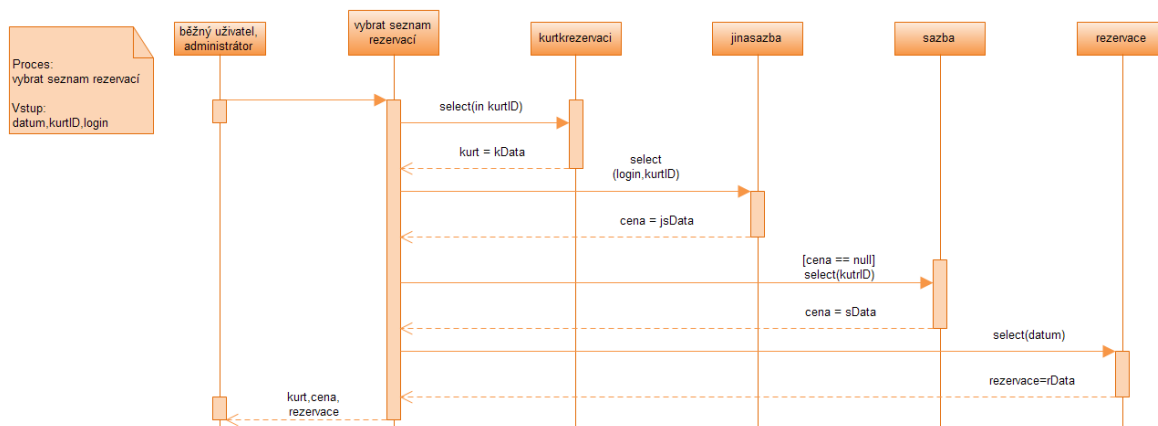 Proces:
vybrat seznam rezervací
Vstup:
datum,kurtID,login
běžný uživatel,
administrátor
vybrat seznam
rezervací
kurtkrezervaci
jinasazba
sazba
rezervace
select(in kurtID)
kurt = kData
select
(login,kurtID)
cena = jsData
[cena == null]
select(kutrID)
cena = sData
select(datum)
rezervace=rData
kurt,cena,
rezervace